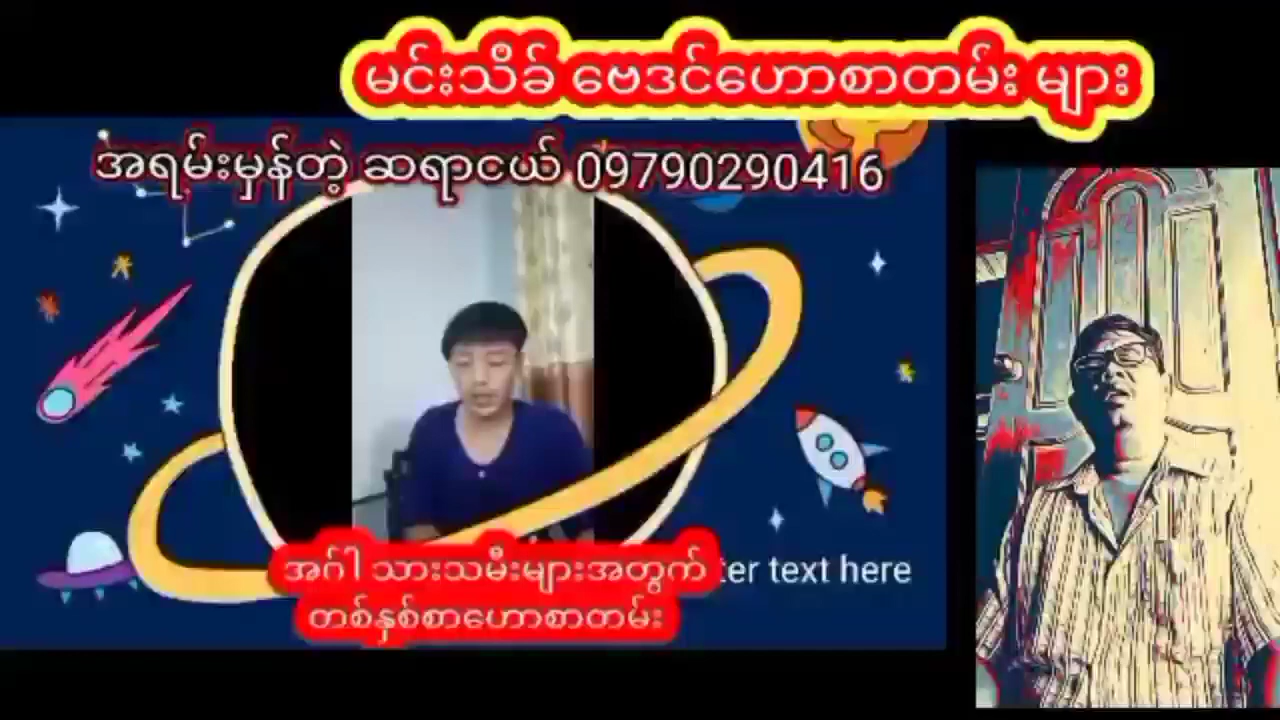 မင်းသိခ် ဗေဒင်ဟောစာတမ်း များ
အရမ်းမှန်တဲ့ ဆရာငယ် 09790290416
အင်္ဂါ သားသမီးများအတွက်
text here
တစ်နှစ်စာဟောစာတမ်း